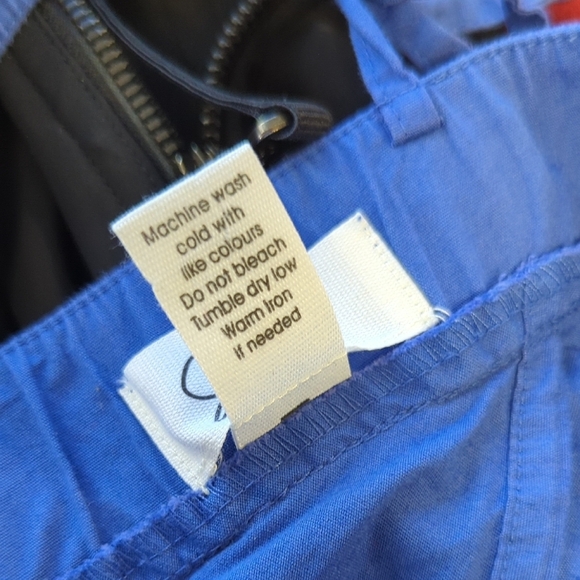 Machine wash
cold with
like colours
Do not bleach
Tumble dry low
Warm Iron
if needed